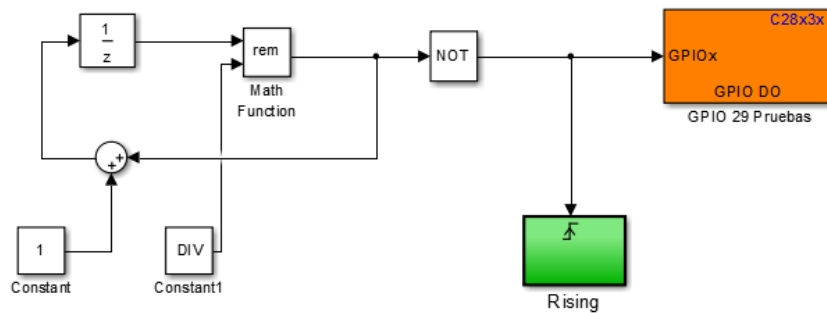 C28x3x
1
z
rem
NOT
GPIOx
GPIO DO
Math
Function
GPIO 29 Pruebas
+
+
1
DIV
Constant
Constant1
Rising